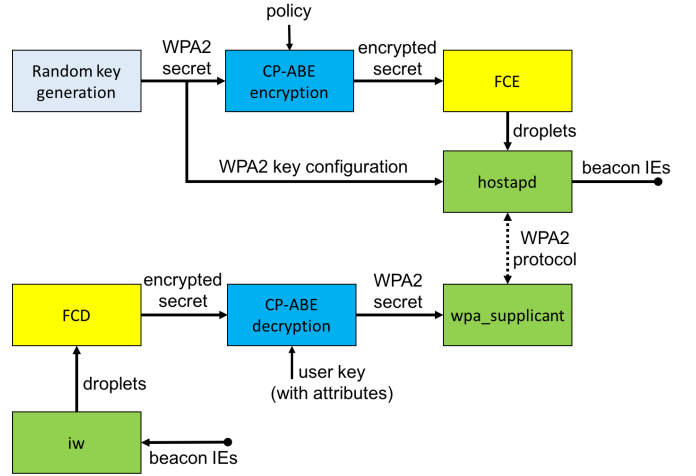 policy
WPA2
secret
encrypted
secret
Random key
generation
CP-ABE
encryption
FCE
droplets
WPA2 key configuration
hostapd
beacon IEs
WPA2
protocol
encrypted
secret
WPA2
secret
FCD
CP-ABE
decryption
wpa_supplicant
droplets
user key
(with attributes)
iw
beacon IEs